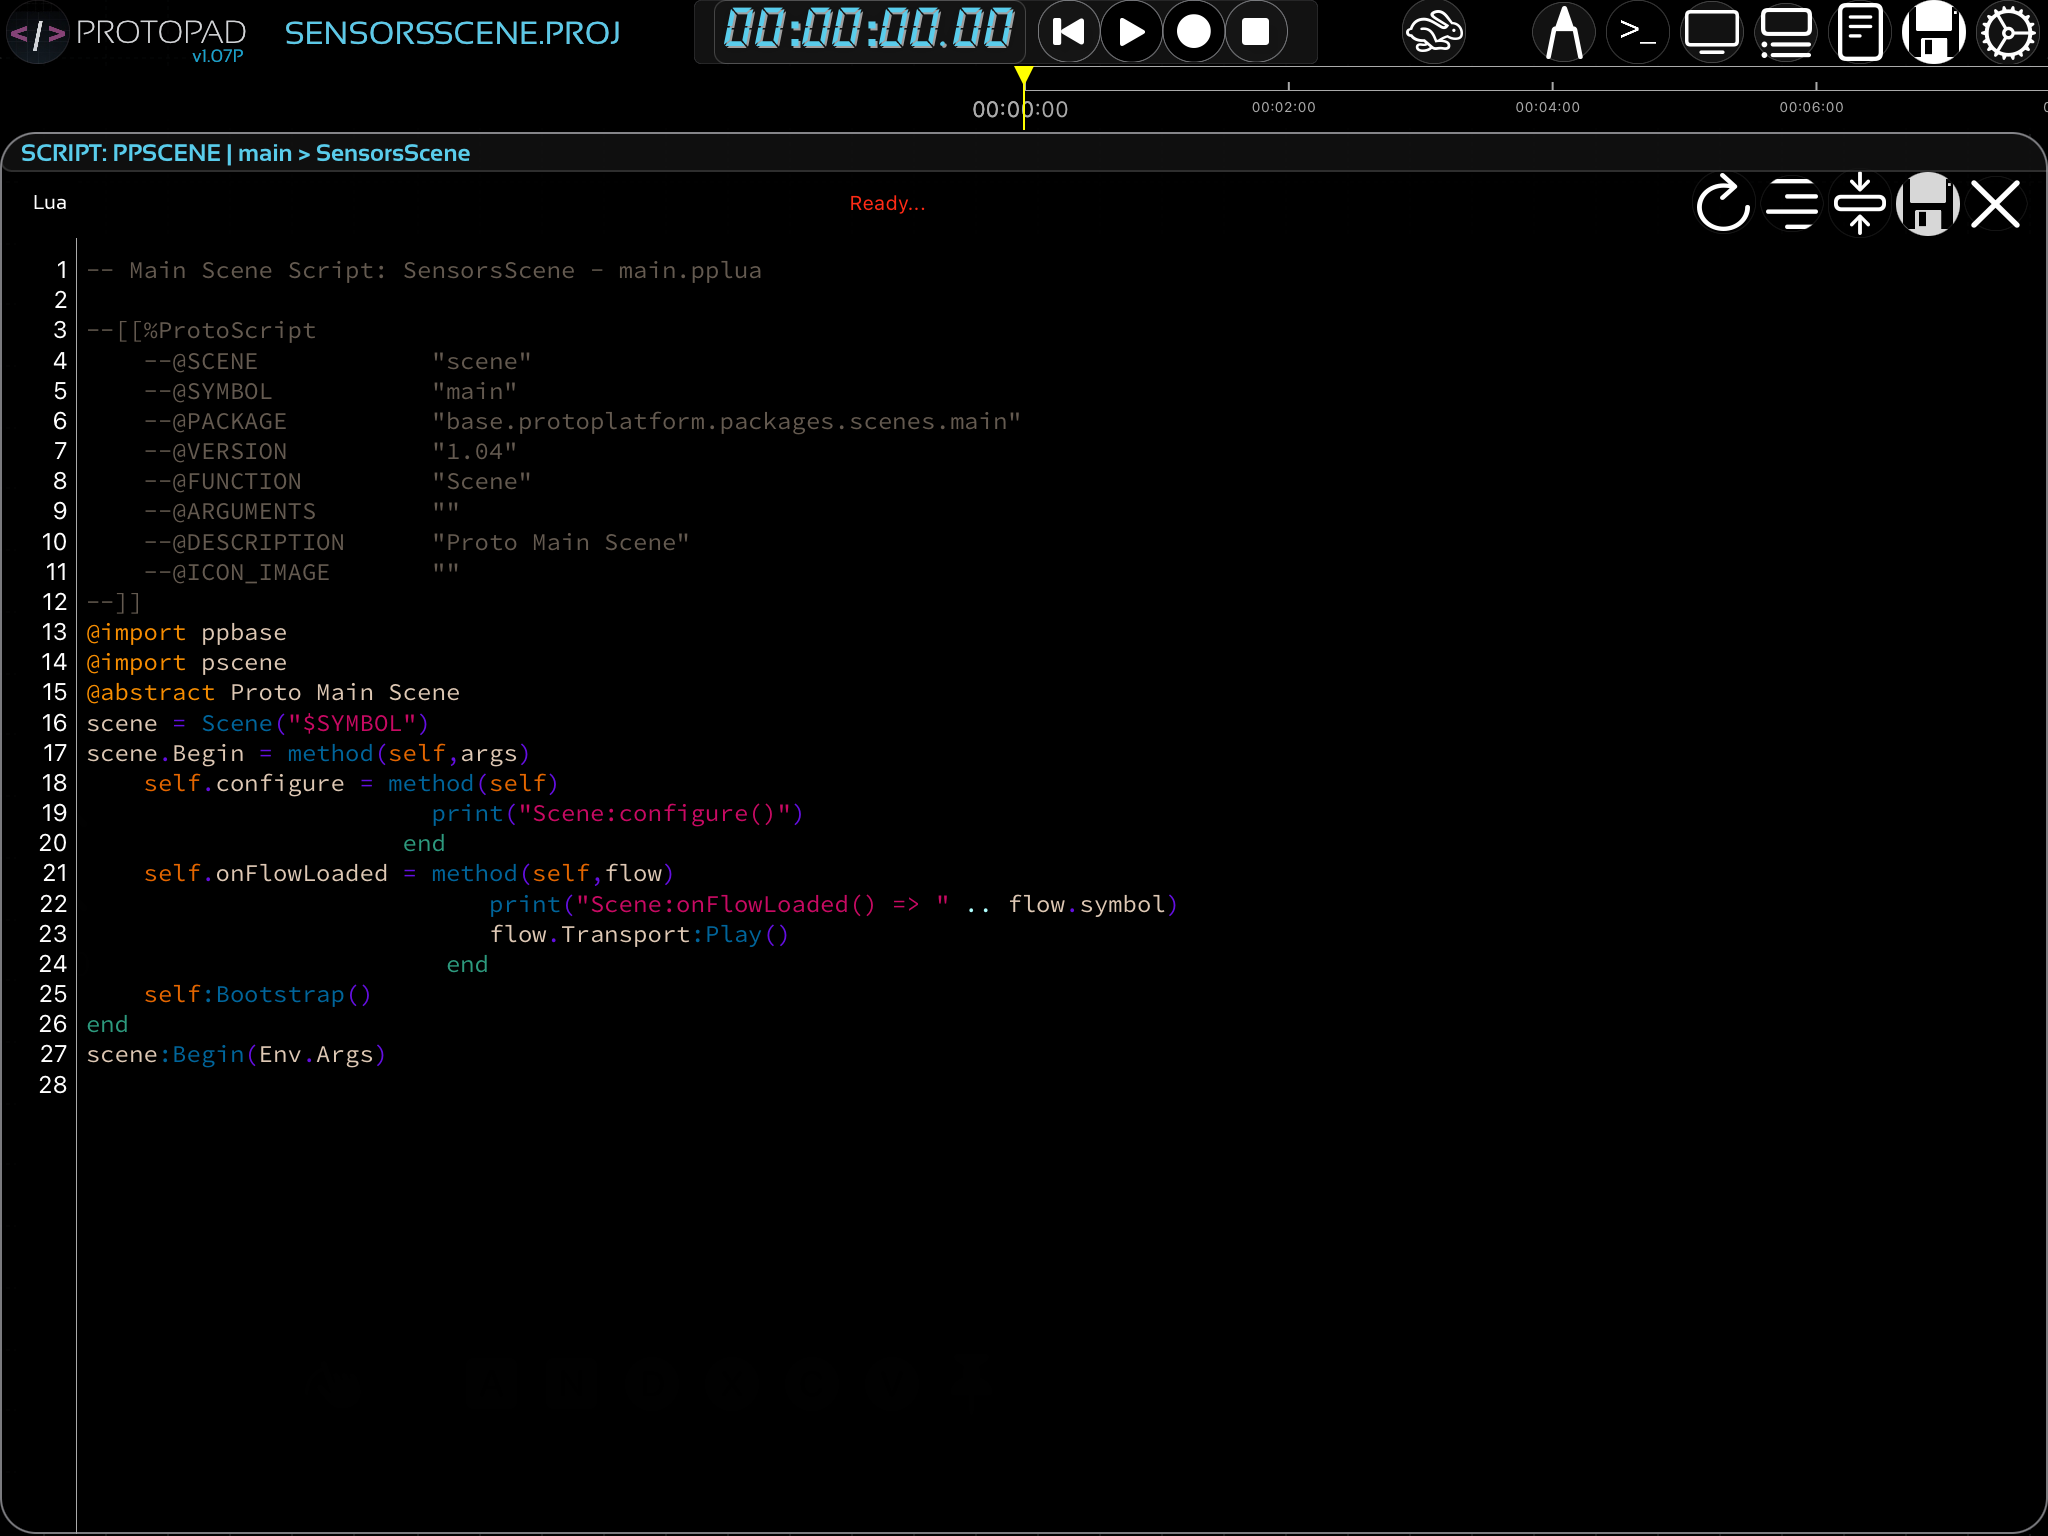 </> PROTOPAD
v1.07P
SENSORSSCENE.PROJ
00:00:00.00
>_
00:00:00
00:02:00
00:04:00
00:06:00
SCRIPT: PPSCENE | main > SensorsScene
Lua
Ready...
1 -- Main Scene Script: SensorsScene - main.pplua
2
3 --[[%ProtoScript
4 --@SCENE "scene"
5 --@SYMBOL "main"
6 --@PACKAGE "base.protoplatform.packages.scenes.main"
7 --@VERSION "1.04"
8 --@FUNCTION "Scene"
9 --@ARGUMENTS ""
10 --@DESCRIPTION "Proto Main Scene"
11 --@ICON_IMAGE ""
12 --]]
13 @import ppbase
14 @import pscene
15 @abstract Proto Main Scene
16 scene = Scene("$SYMBOL")
17 scene.Begin = method(self,args)
18 self.configure = method(self)
19 print("Scene:configure()")
20 end
21 self.onFlowLoaded = method(self,flow)
22 print("Scene:onFlowLoaded() => " .. flow.symbol)
23 flow.Transport:Play()
24 end
25 self:Bootstrap()
26 end
27 scene:Begin(Env.Args)
28